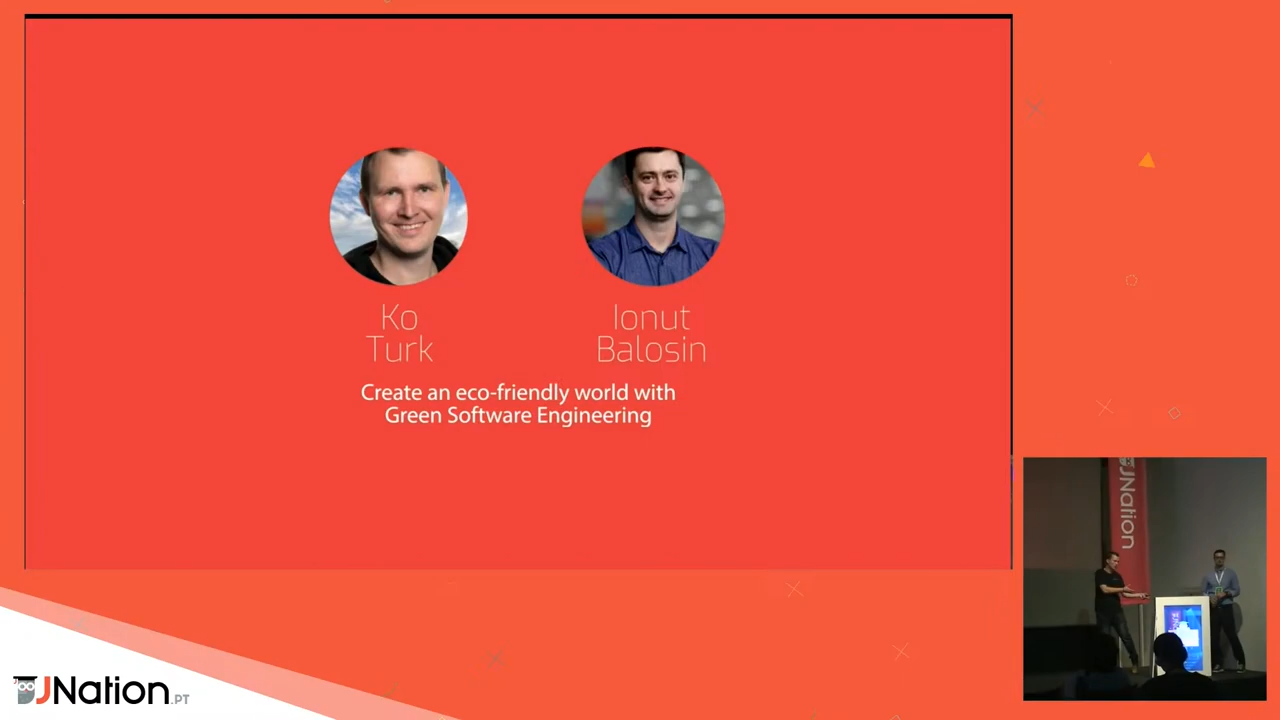 Ko
Turk
Ionut
Balosin
Create an eco-friendly world with
Green Software Engineering
JNation
JNation.PT